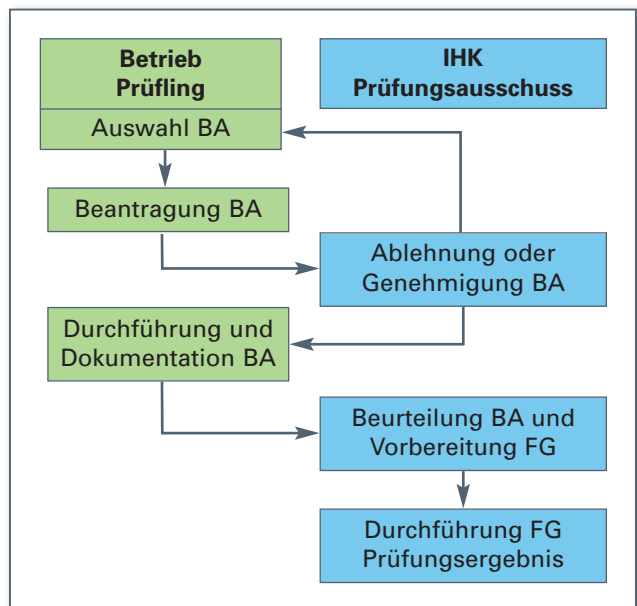 Betrieb
Prüfling
IHK
Prüfungsausschuss
Auswahl BA
Beantragung BA
Ablehnung oder
Genehmigung BA
Durchführung und
Dokumentation BA
Beurteilung BA und
Vorbereitung FG
Durchführung FG
Prüfungsergebnis